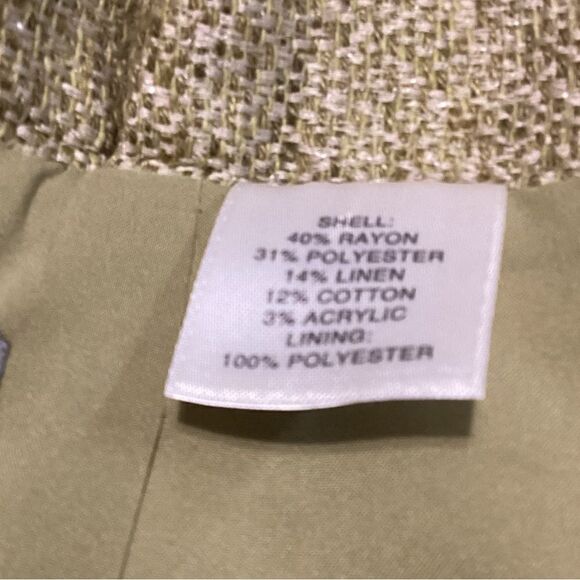 SHELL:
40% RAYON
31% POLYESTER
14% LINEN
12% COTTON
3% ACRYLIC
LINING:
100% POLYESTER